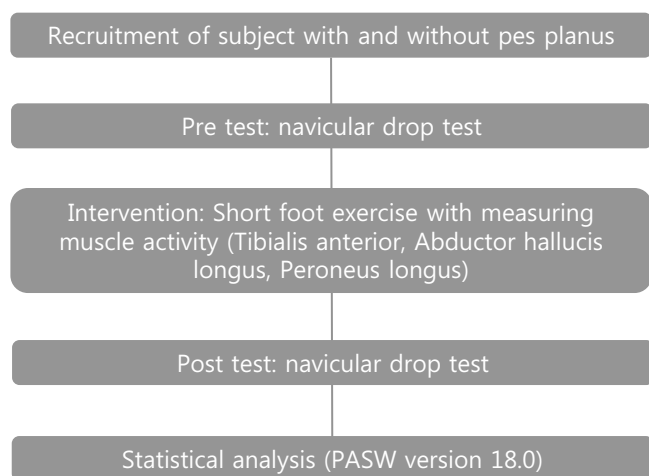 Recruitment of subject with and without pes planus
Pre test: navicular drop test
Intervention: Short foot exercise with measuring
muscle activity (Tibialis anterior, Abductor hallucis
longus, Peroneus longus)
Post test: navicular drop test
Statistical analysis (PASW version 18.0)